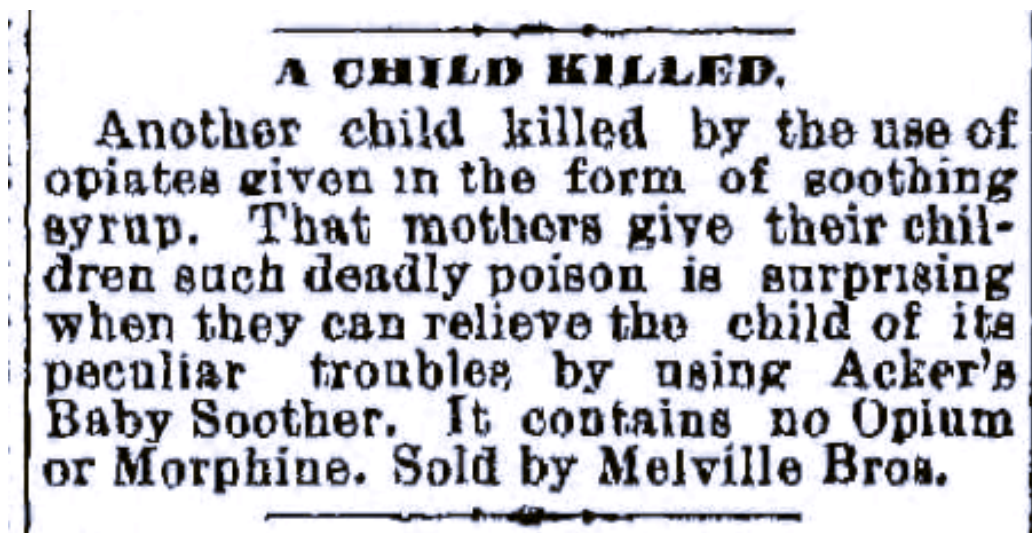 A CHILD KILLED.
Another child killed by the use of
opiates given in the form of soothing
syrup. That mothers give their chil-
dren such deadly poison is surprising
when they can relieve the child of its
peculiar troubles by using Acker's
Baby Soother. It contains no Opium
or Morphine. Sold by Melville Bros.